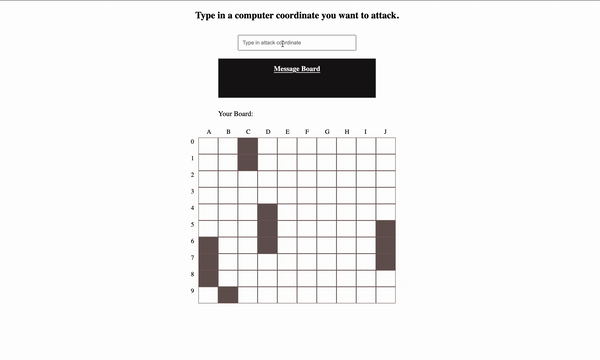 Type in a computer coordinate you want to attack.
Type in attack coordinate
Message Board
Your Board:
A B C D E F G H I J
0
1
2
3
4
5
6
7
8
9